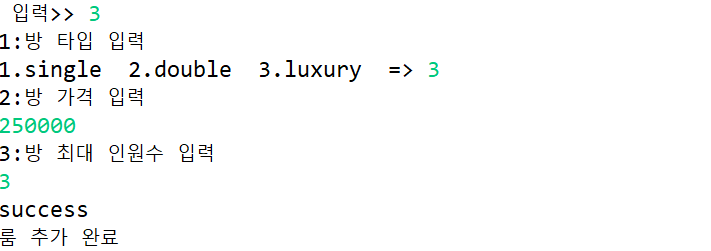 입력>> 3
1:방 타입 입력
1.single  2.double  3.luxury  => 3
2:방 가격 입력
250000
3:방 최대 인원수 입력
3
success
룸 추가 완료